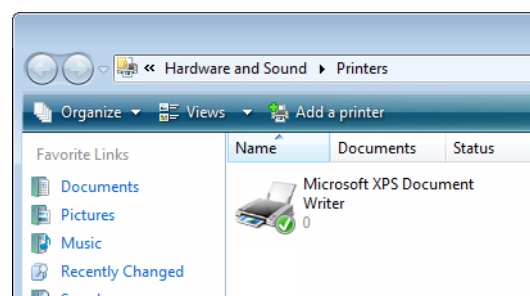 « Hardware and Sound ▸ Printers
Organize Views Add a printer
Favorite Links
Documents
Pictures
Music
Recently Changed
Name Documents Status
Microsoft XPS Document
Writer
0